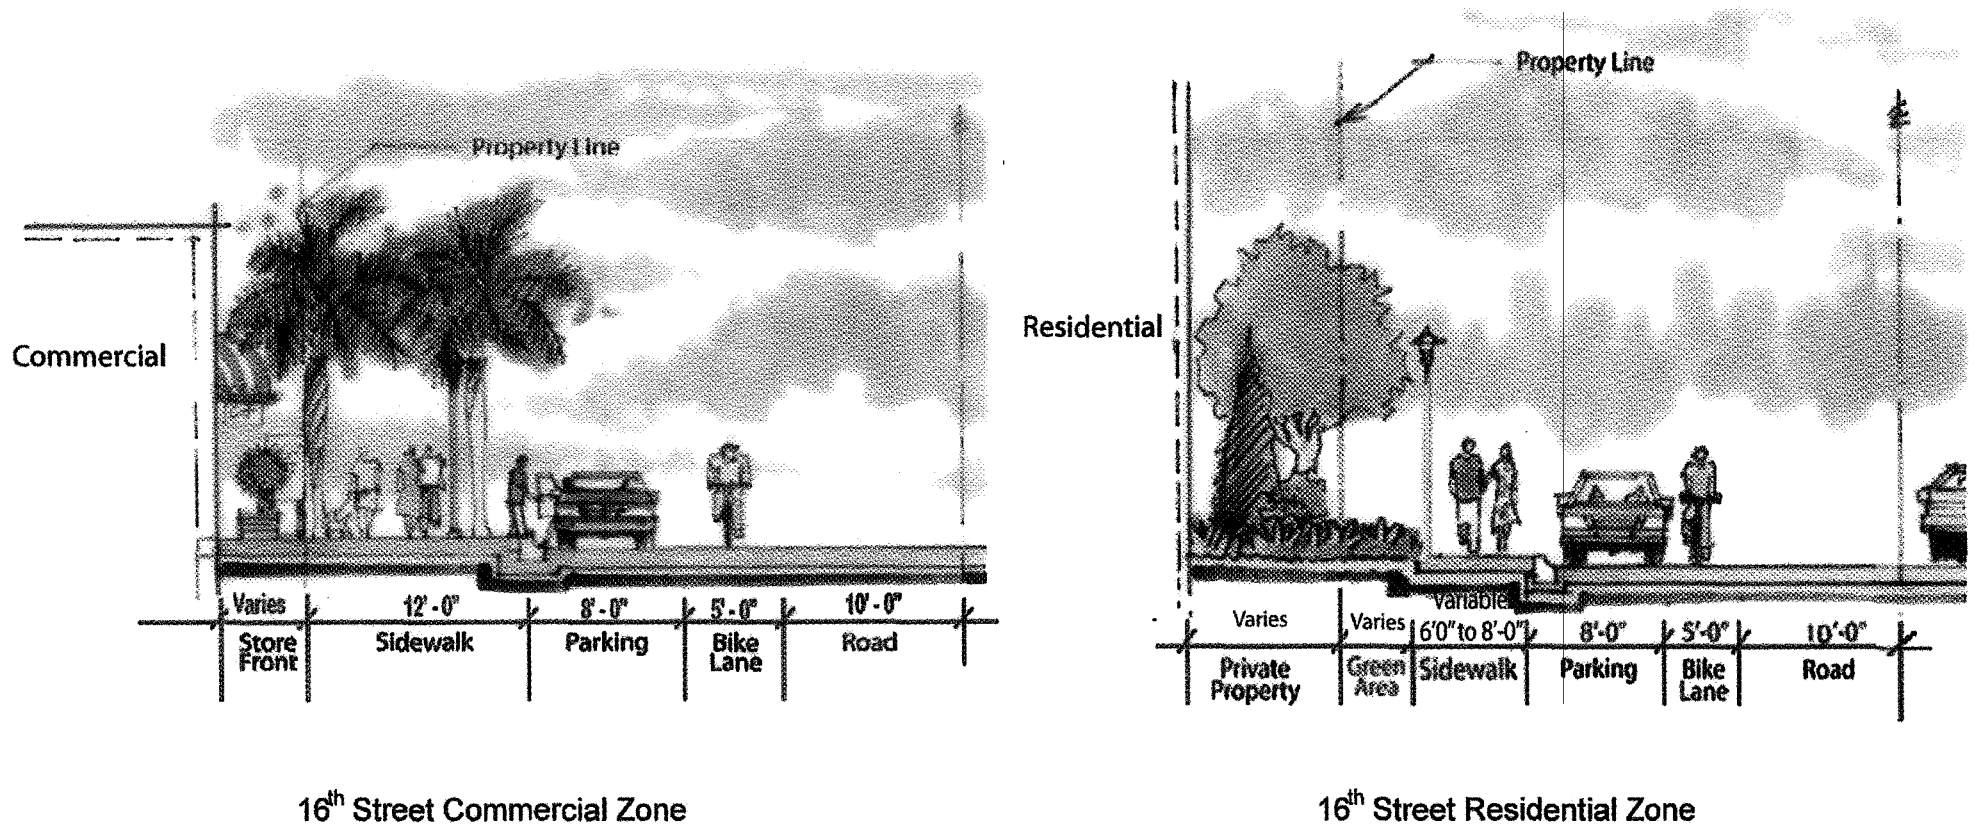 Property Line
Commercial
Varies 12'-0" 8'-0" 5'-0" 10'-0"
Store Front Sidewalk Parking Bike Lane Road
16th Street Commercial Zone
Property Line
Residential
Varies Varies Variable 6'0" to 8'-0" 8'-0" 5'-0" 10'-0"
Private Property Green Area Sidewalk Parking Bike Lane Road
16th Street Residential Zone